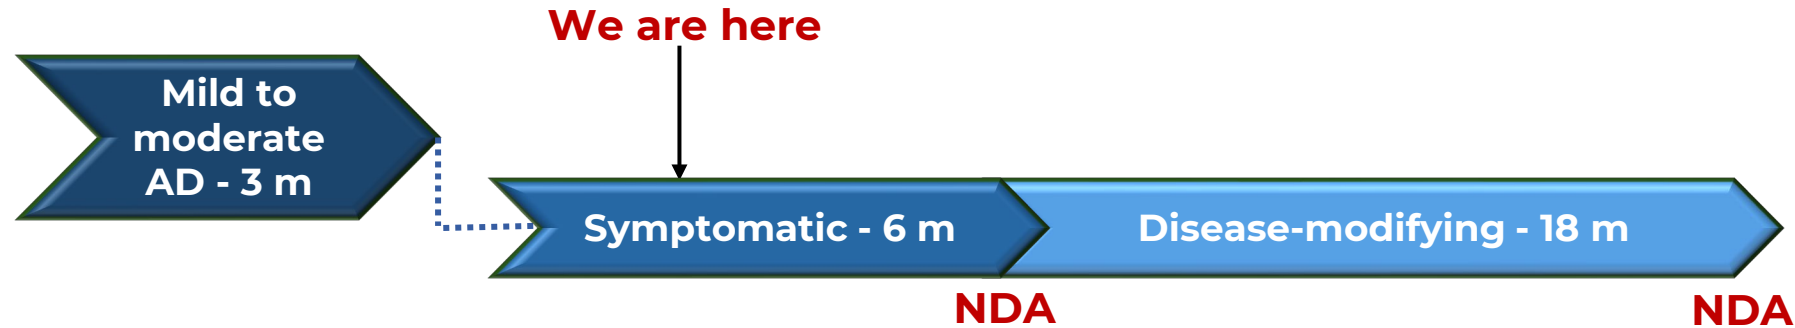 We are here
Mild to
moderate
AD - 3 m
Symptomatic - 6 m
Disease-modifying - 18 m
NDA
NDA